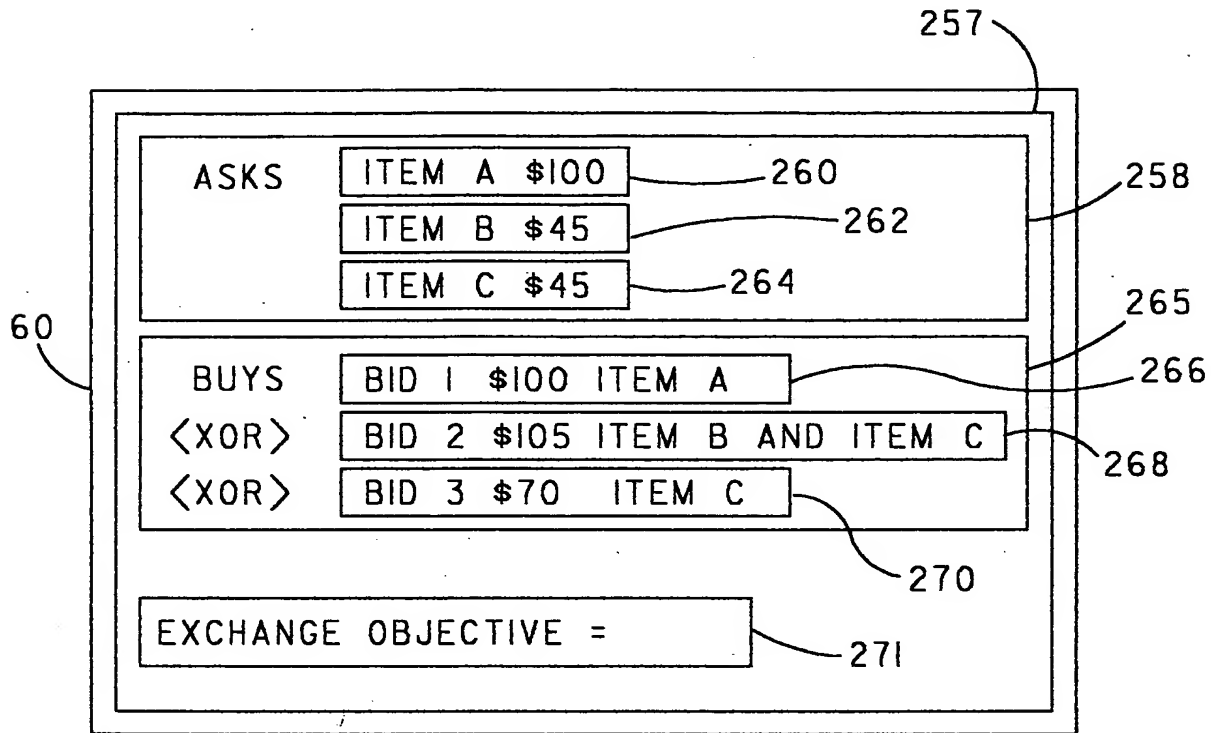 257
ASKS ITEM A $100 260 258
ITEM B $45 262
ITEM C $45 264
265
60
BUYS BID 1 $100 ITEM A 266
<XOR> BID 2 $105 ITEM B AND ITEM C
268
<XOR> BID 3 $70 ITEM C
270
EXCHANGE OBJECTIVE =
271